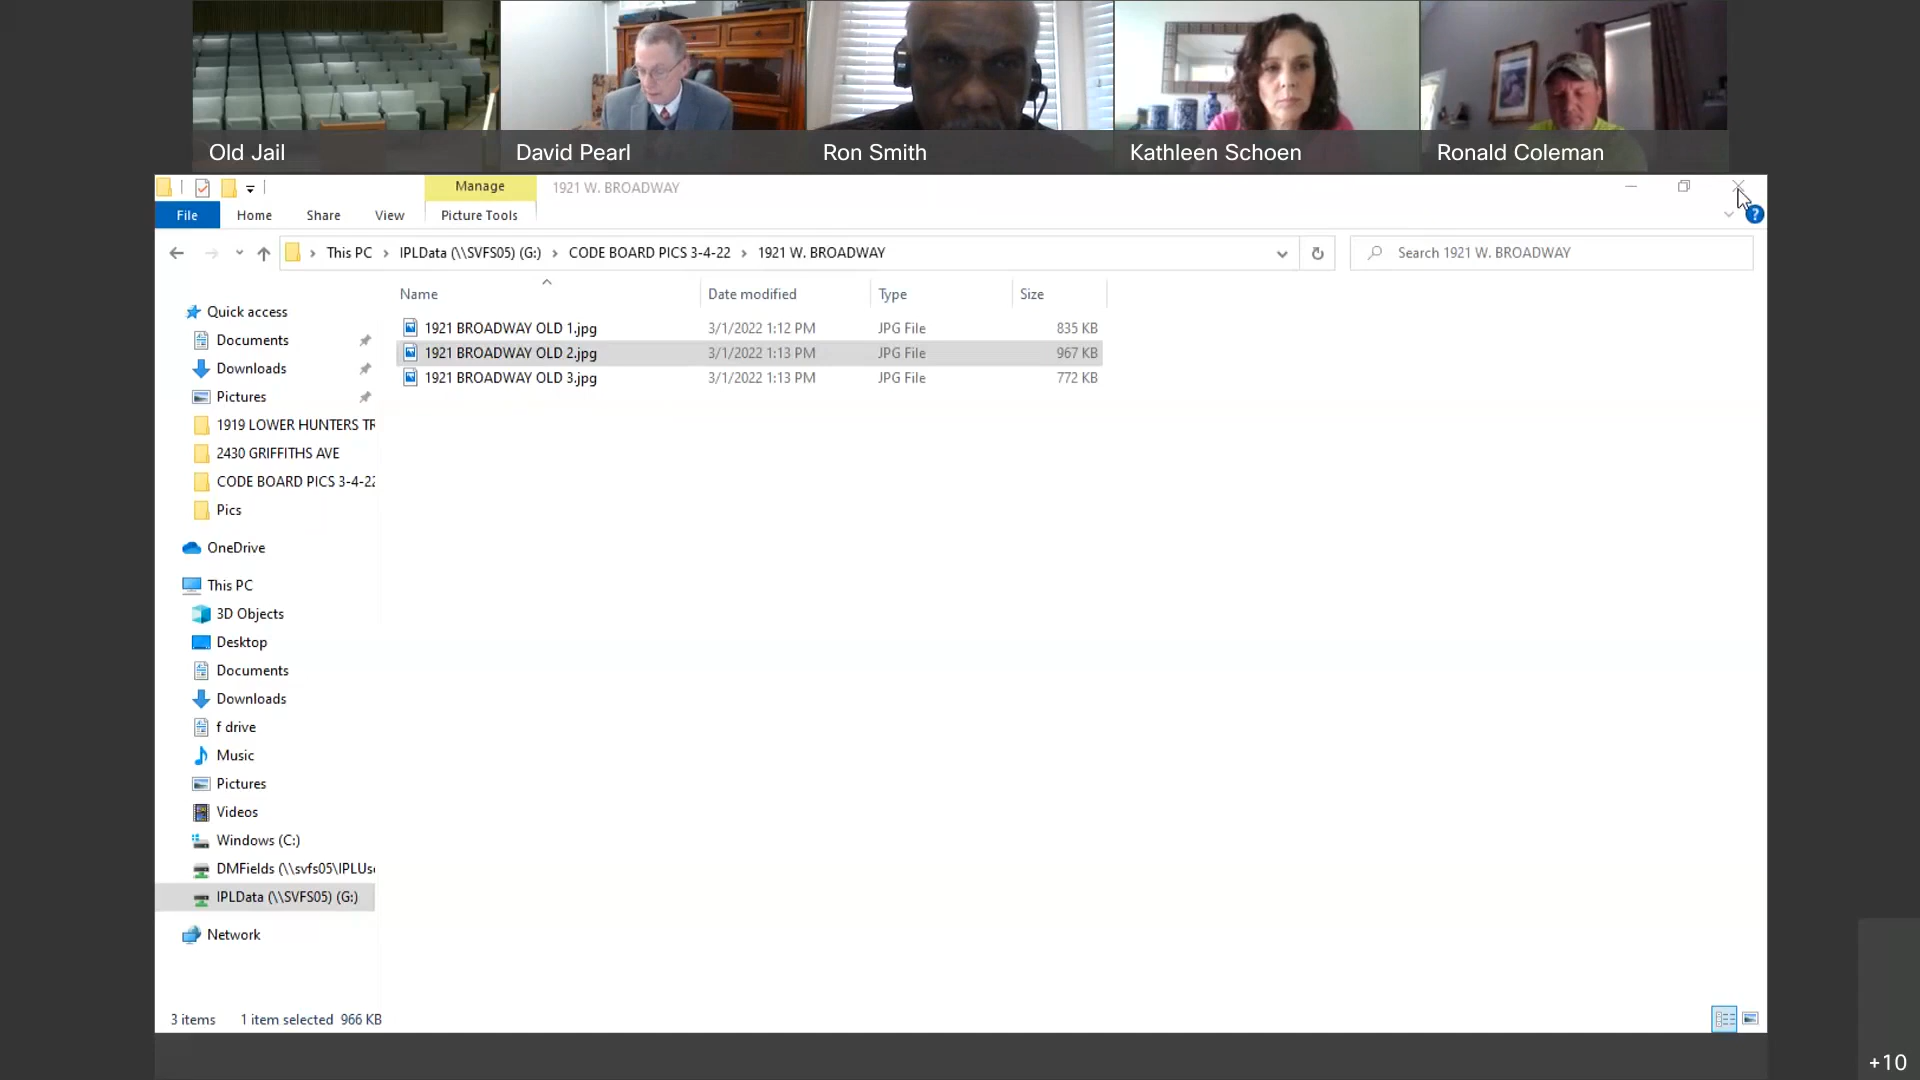 Old Jail
David Pearl
Ron Smith
Kathleen Schoen
Ronald Coleman
Manage
1921 W. BROADWAY
File
Home
Share
View
Picture Tools
?
This PC
IPLData (\\SVFS05) (G:)
CODE BOARD PICS 3-4-22
1921 W. BROADWAY
Search 1921 W. BROADWAY
Name
Date modified
Type
Size
1921 BROADWAY OLD 1.jpg 3/1/2022 1:12 PM JPG File 835 KB
1921 BROADWAY OLD 2.jpg 3/1/2022 1:13 PM JPG File 967 KB
1921 BROADWAY OLD 3.jpg 3/1/2022 1:13 PM JPG File 772 KB
Quick access
Documents
Downloads
Pictures
1919 LOWER HUNTERS TR
2430 GRIFFITHS AVE
CODE BOARD PICS 3-4-22
Pics
OneDrive
This PC
3D Objects
Desktop
Documents
Downloads
f drive
Music
Pictures
Videos
Windows (C:)
DMFields (\\svfs05\IPLUse
IPLData (\\SVFS05) (G:)
Network
3 items 1 item selected 966 KB
+10